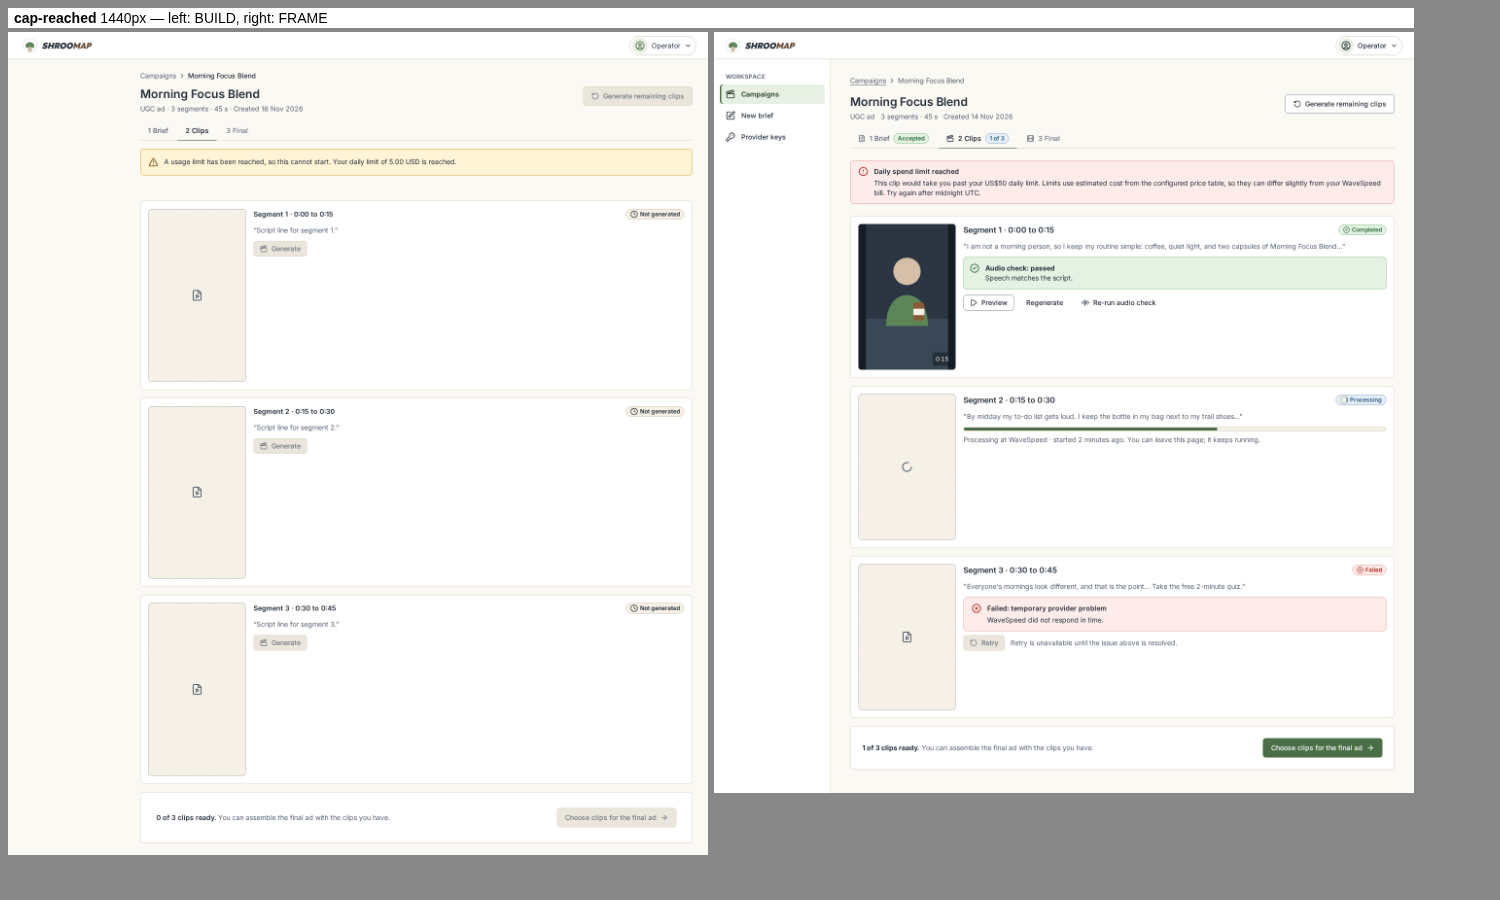 cap-reached 1440px — left: BUILD, right: FRAME
SHROOMAP
Operator
Campaigns > Morning Focus Blend
Morning Focus Blend
UGC ad · 3 segments · 45 s · Created 16 Nov 2026
Generate remaining clips
1 Brief
2 Clips
3 Final
A usage limit has been reached, so this cannot start. Your daily limit of 5.00 USD is reached.
Segment 1 · 0:00 to 0:15
Not generated
"Script line for segment 1."
Generate
Segment 2 · 0:15 to 0:30
Not generated
"Script line for segment 2."
Generate
Segment 3 · 0:30 to 0:45
Not generated
"Script line for segment 3."
Generate
0 of 3 clips ready. You can assemble the final ad with the clips you have.
Choose clips for the final ad →
SHROOMAP
Operator
WORKSPACE
Campaigns
New brief
Provider keys
Campaigns > Morning Focus Blend
Morning Focus Blend
UGC ad 3 segments · 45 s Created 14 Nov 2026
Generate remaining clips
1 Brief Accepted
2 Clips 1 of 3
3 Final
Daily spend limit reached
This clip would take you past your US$50 daily limit. Limits use estimated cost from the configured price table, so they can differ slightly from your WaveSpeed
bill. Try again after midnight UTC.
Segment 1 · 0:00 to 0:15
Completed
"I am not a morning person, so I keep my routine simple: coffee, quiet light, and two capsules of Morning Focus Blend..."
Audio check: passed
Speech matches the script.
Preview
Regenerate
Re-run audio check
0:15
Segment 2 · 0:15 to 0:30
Processing
"By midday my to-do list gets loud. I keep the bottle in my bag next to my trail shoes..."
Processing at WaveSpeed · started 2 minutes ago. You can leave this page; it keeps running.
Segment 3 · 0:30 to 0:45
Failed
"Everyone's mornings look different, and that is the point... Take the free 2-minute quiz."
Failed: temporary provider problem
WaveSpeed did not respond in time.
Retry
Retry is unavailable until the issue above is resolved.
1 of 3 clips ready. You can assemble the final ad with the clips you have.
Choose clips for the final ad →